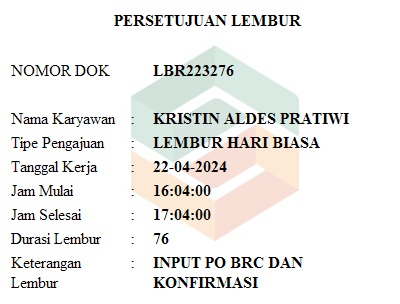 PERSETUJUAN LEMBUR
NOMOR DOK LBR223276
Nama Karyawan : KRISTIN ALDES PRATIWI
Tipe Pengajuan : LEMBUR HARI BIASA
Tanggal Kerja : 22-04-2024
Jam Mulai : 16:04:00
Jam Selesai : 17:04:00
Durasi Lembur : 76
Keterangan : INPUT PO BRC DAN
Lembur KONFIRMASI